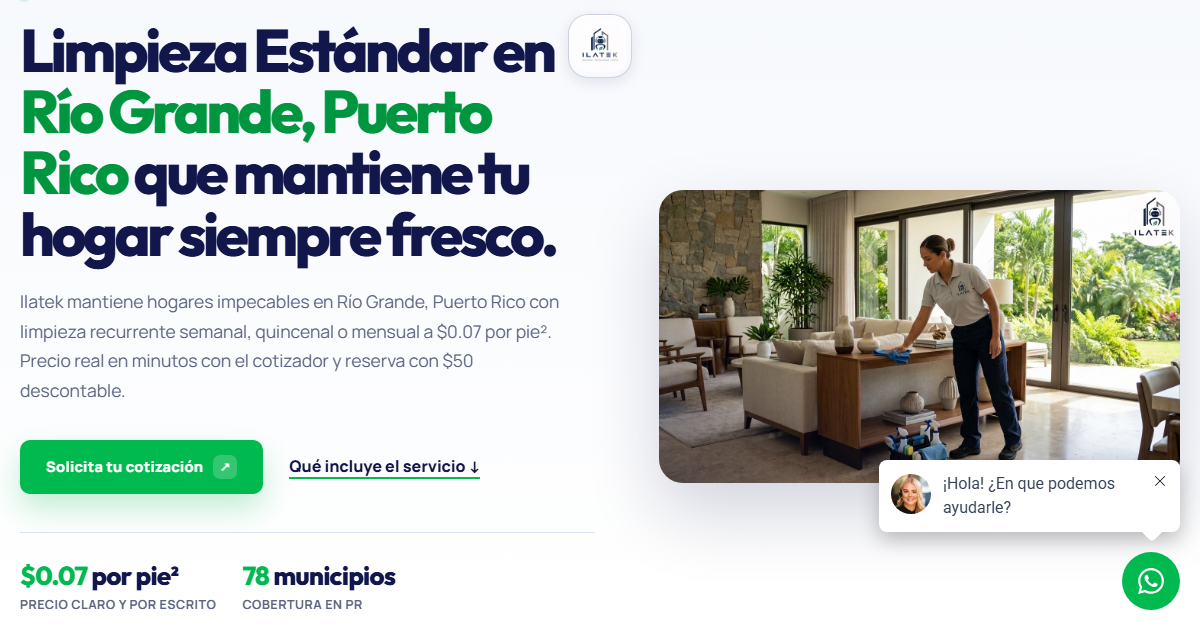 Limpieza Estándar en
ILATEK
Río Grande, Puerto
Rico que mantiene tu
hogar siempre fresco.
Ilatek mantiene hogares impecables en Río Grande, Puerto Rico con
limpieza recurrente semanal, quincenal o mensual a $0.07 por pie².
Precio real en minutos con el cotizador y reserva con $50
descontable.
Solicita tu cotización ↗
Qué incluye el servicio ↓
$0.07 por pie²
PRECIO CLARO Y POR ESCRITO
78 municipios
COBERTURA EN PR
ILATEK
ILATEK
¡Hola! ¿En que podemos
ayudarle?